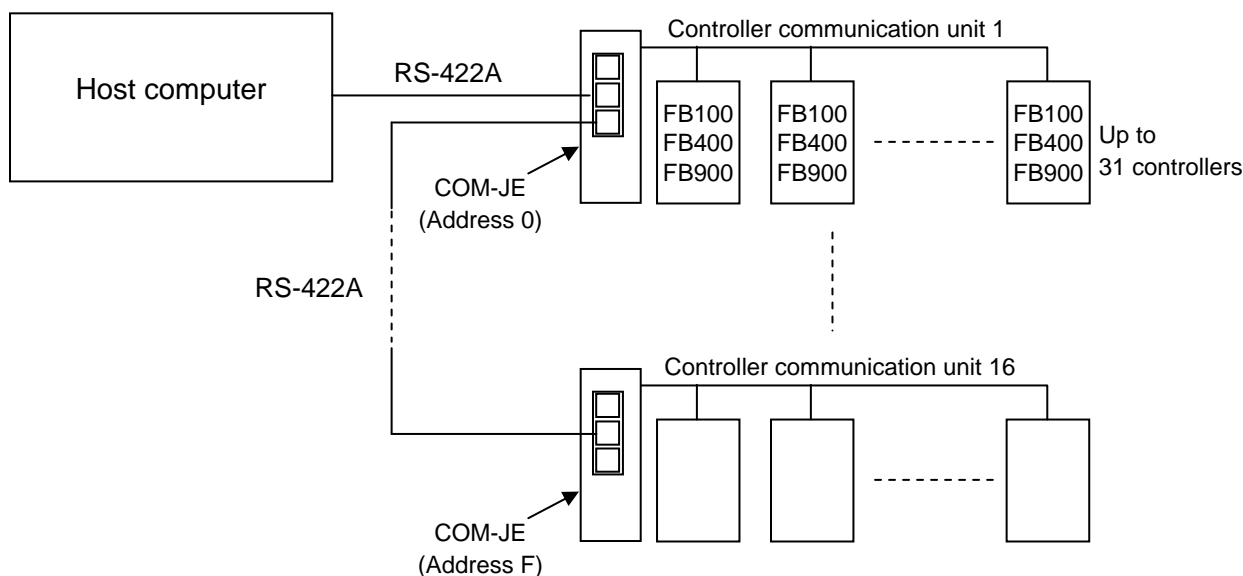 Controller communication unit 1
RS-422A
Host computer
FB100
FB400
FB900
FB100
FB400
FB900
FB100
FB400
FB900
Up to
31 controllers
COM-JE
(Address 0)
RS-422A
Controller communication unit 16
COM-JE
(Address F)